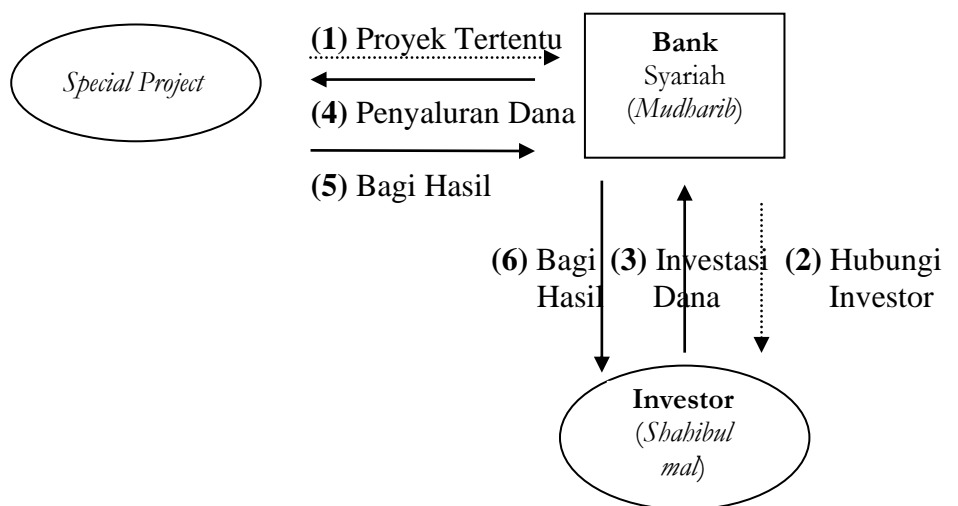 (1) Proyek Tertentu
Bank
Syariah
(Mudharib)
Special Project
(4) Penyaluran Dana
(5) Bagi Hasil
(6) Bagi Hasil
(3) Investasi Dana
(2) Hubungi Investor
Investor
(Shahibul
mal)